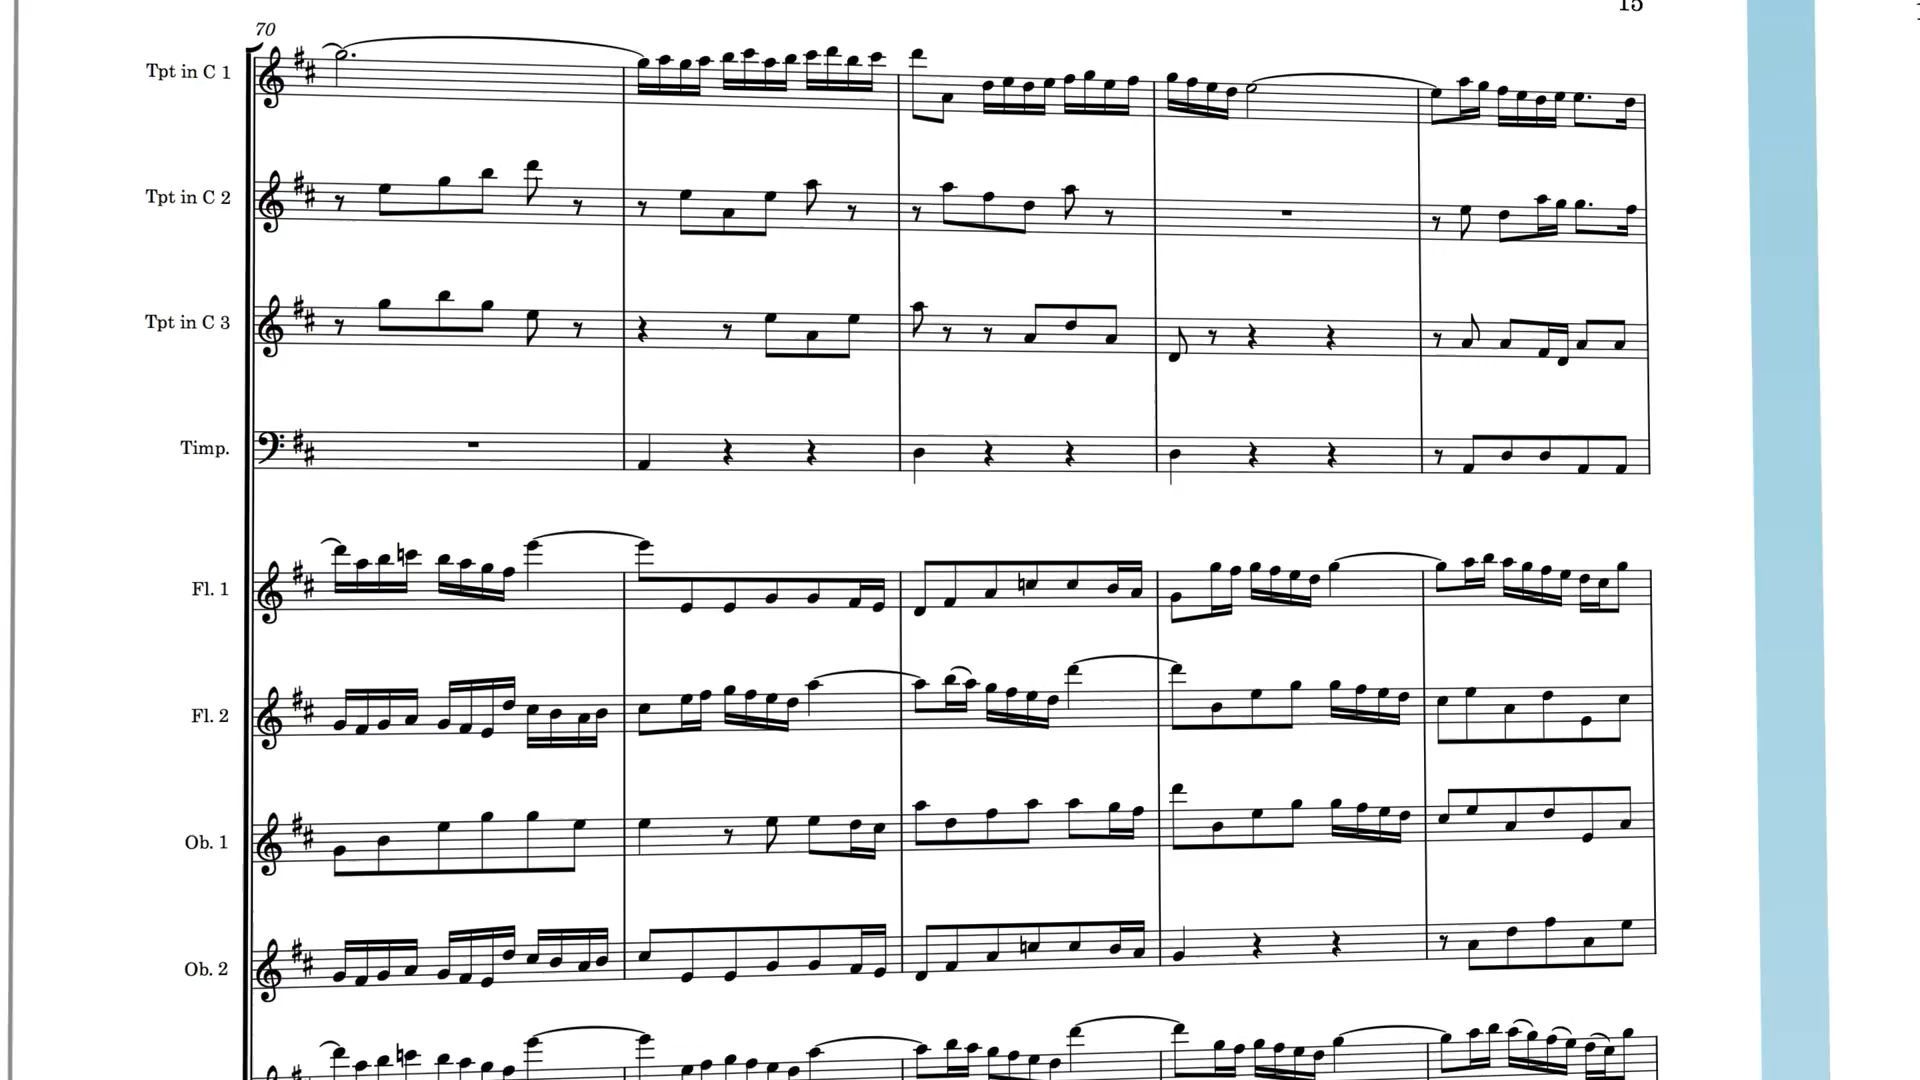 15
70
Tpt in C 1
Tpt in C 2
Tpt in C 3
Timp.
Fl. 1
Fl. 2
Ob. 1
Ob. 2